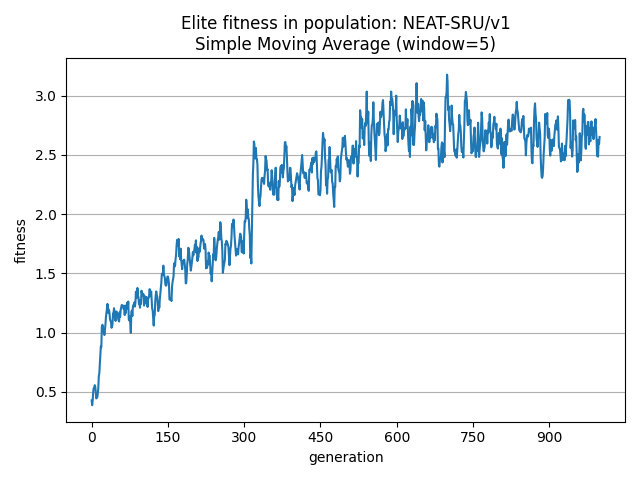 Elite fitness in population: NEAT-SRU/v1
Simple Moving Average (window=5)
3.0
2.5
2.0
1.5
1.0
0.5
fitness
0 150 300 450 600 750 900
generation